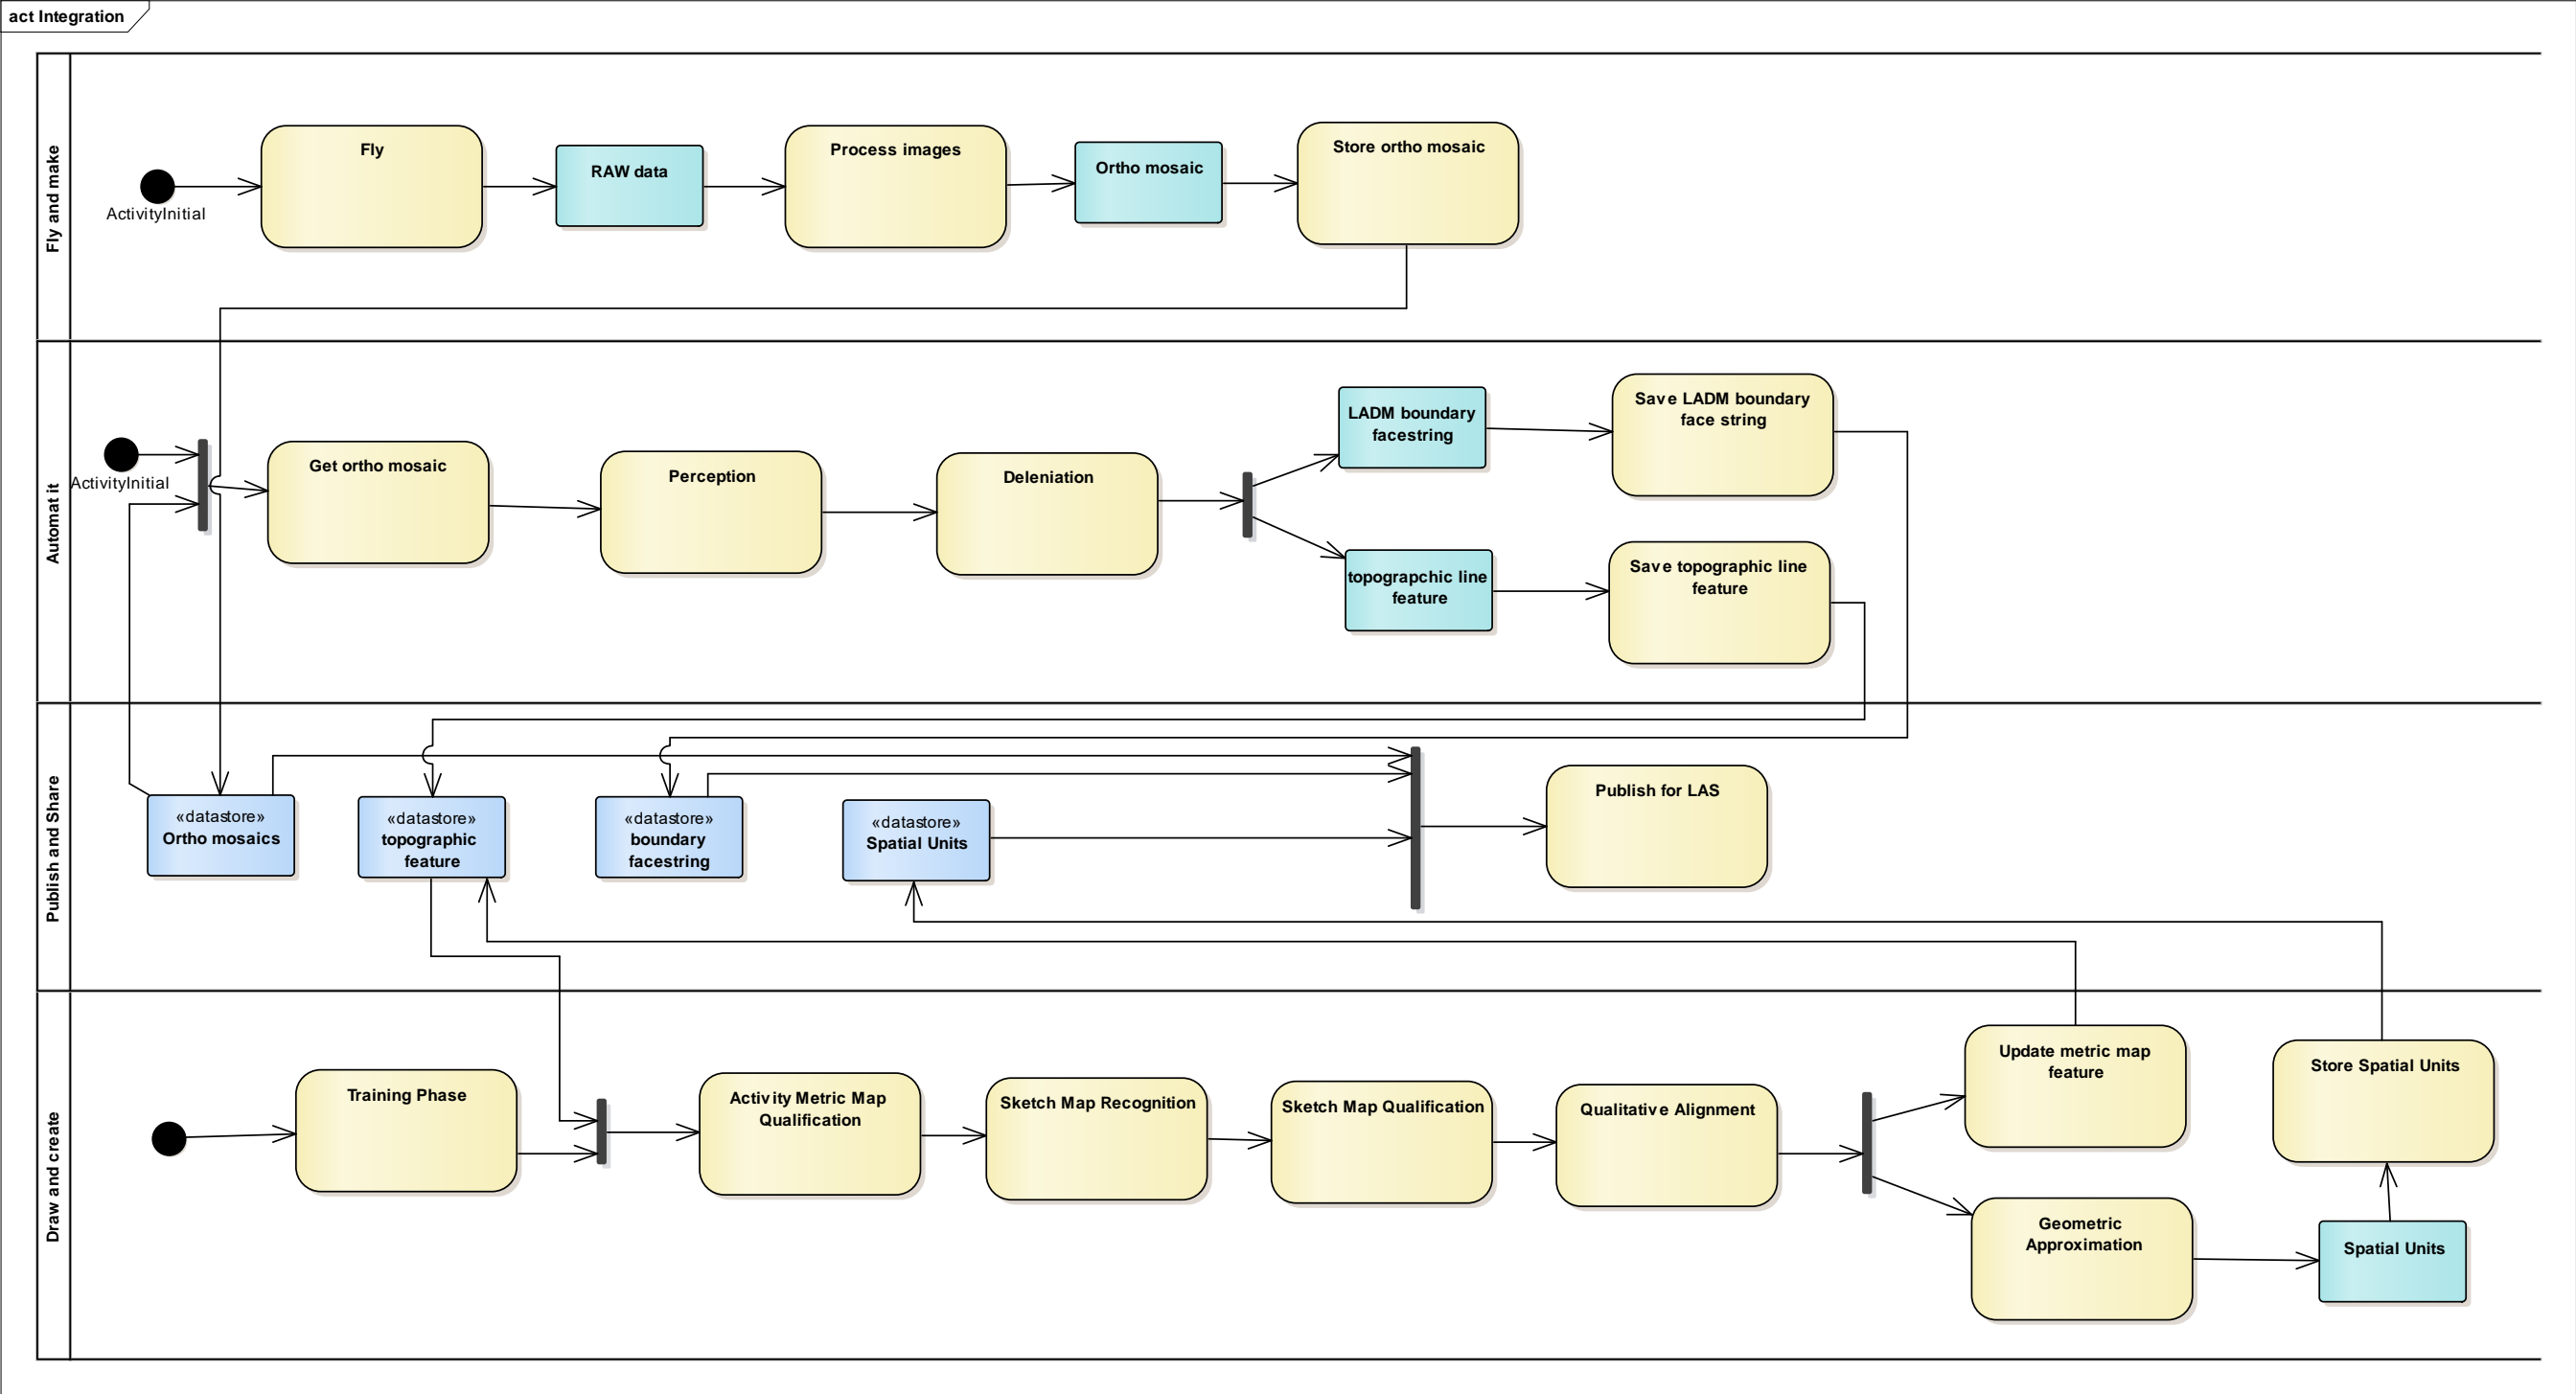 act Integration
Fly and make
ActivityInitial
Fly
RAW data
Process images
Ortho mosaic
Store ortho mosaic
Automat it
ActivityInitial
Get ortho mosaic
Perception
Deleniation
LADM boundary
facestring
Save LADM boundary
face string
topograpchic line
feature
Save topographic line
feature
Publish and Share
«datastore»
Ortho mosaics
«datastore»
topographic
feature
«datastore»
boundary
facestring
«datastore»
Spatial Units
Publish for LAS
Draw and create
Training Phase
Activity Metric Map
Qualification
Sketch Map Recognition
Sketch Map Qualification
Qualitative Alignment
Update metric map
feature
Store Spatial Units
Geometric
Approximation
Spatial Units